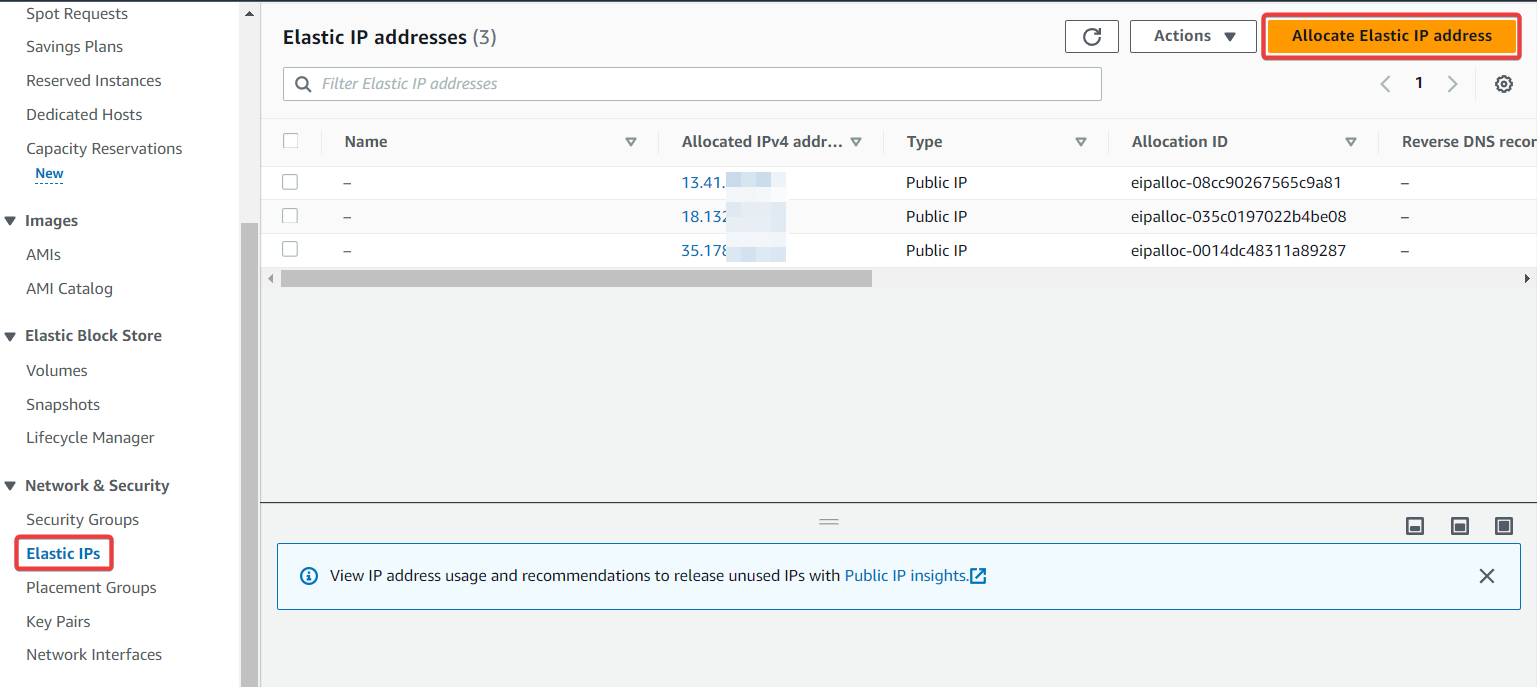 Spot Requests
Savings Plans
Reserved Instances
Dedicated Hosts
Capacity Reservations
New
Images
AMIs
AMI Catalog
Elastic Block Store
Volumes
Snapshots
Lifecycle Manager
Network & Security
Security Groups
Elastic IPs
Placement Groups
Key Pairs
Network Interfaces
Elastic IP addresses (3)
Actions
Allocate Elastic IP address
Filter Elastic IP addresses
1
Name Allocated IPv4 addr... Type Allocation ID Reverse DNS recor
– 13.41. Public IP eipalloc-08cc90267565c9a81 –
– 18.132 Public IP eipalloc-035c0197022b4be08 –
– 35.178 Public IP eipalloc-0014dc48311a89287 –
View IP address usage and recommendations to release unused IPs with Public IP insights.